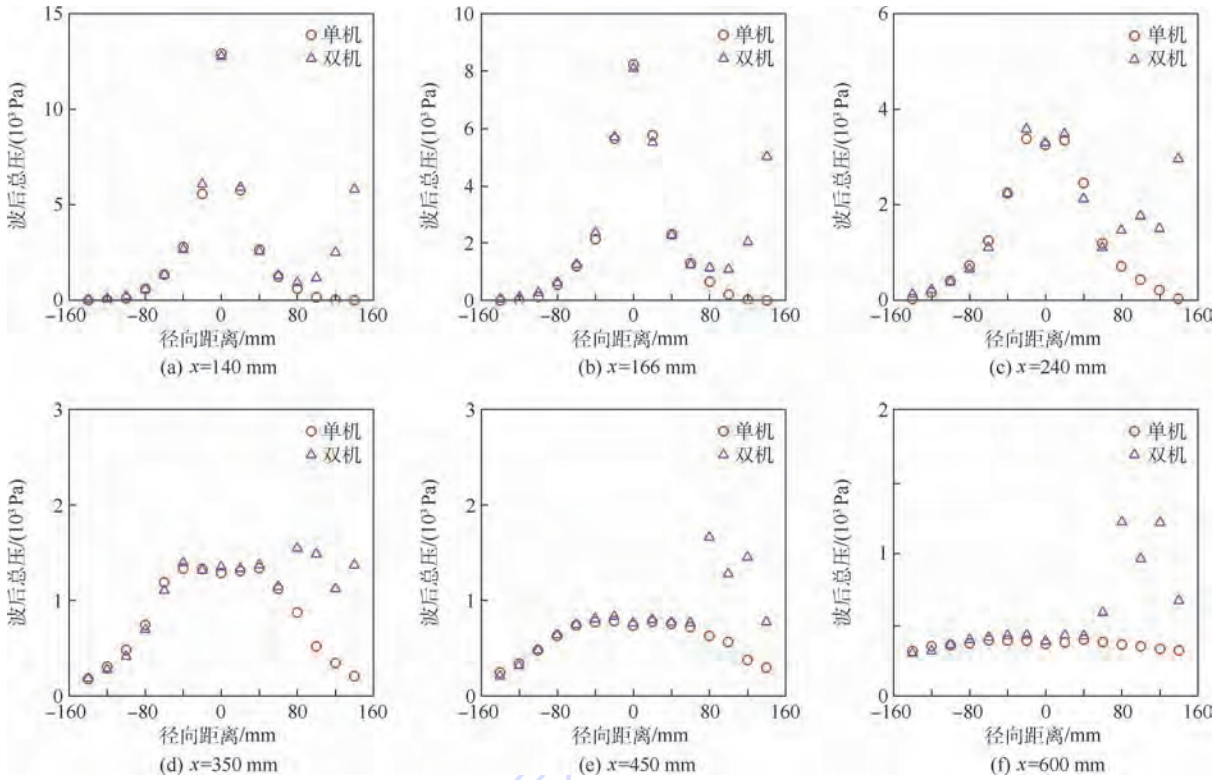 15
10
5
0
−160
−80
0
80
160
波后总压/(10³ Pa)
径向距离/mm
○ 单机
△ 双机
(a) x=140 mm
10
8
6
4
2
0
−160
−80
0
80
160
波后总压/(10³ Pa)
径向距离/mm
○ 单机
△ 双机
(b) x=166 mm
6
4
2
0
−160
−80
0
80
160
波后总压/(10³ Pa)
径向距离/mm
○ 单机
△ 双机
(c) x=240 mm
3
2
1
0
−160
−80
0
80
160
波后总压/(10³ Pa)
径向距离/mm
○ 单机
△ 双机
(d) x=350 mm
3
2
1
0
−160
−80
0
80
160
波后总压/(10³ Pa)
径向距离/mm
○ 单机
△ 双机
(e) x=450 mm
2
1
0
−160
−80
0
80
160
波后总压/(10³ Pa)
径向距离/mm
○ 单机
△ 双机
(f) x=600 mm